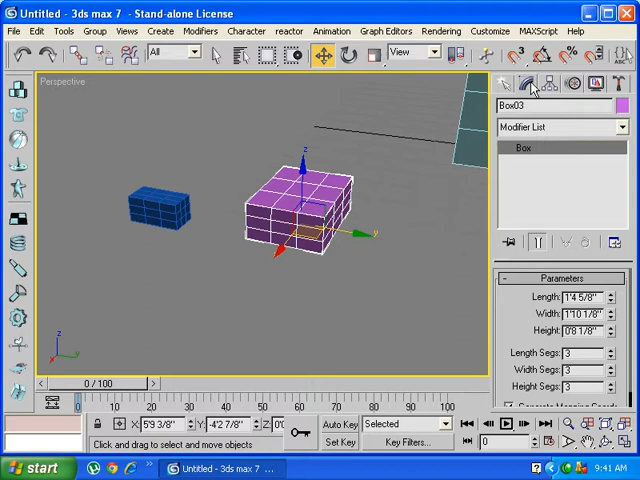 Untitled - 3ds max 7 - Stand-alone License
File Edit Tools Group Views Create Modifiers Character reactor Animation Graph Editors Rendering Customize MAXScript Help
All View
Perspective
z
y
z
y
x
Box03
Modifier List
Box
Parameters
Length: 1'4 5/8"
Width: 1'10 1/8"
Height: 0'8 1/8"
Length Segs: 3
Width Segs: 3
Height Segs: 3
0 / 100
0 10 20 30 40 50 60 70 80 90 100
X: 5'9 3/8" Y: -4'2 7/8" Z:
Auto Key Selected
Click and drag to select and move objects
Set Key Key Filters... 0
start Untitled - 3ds max 7 ... 9:41 AM